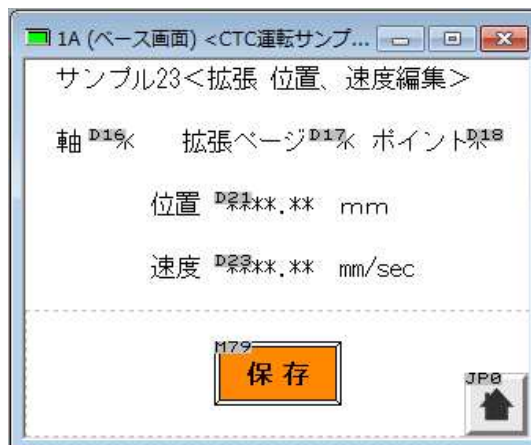 1A (ベース画面) <CTC運転サンプ...
サンプル23＜拡張 位置、速度編集＞
軸 D16 拡張ページ D17 ポイント D18
位置 D21 **.** mm
速度 D23 **.** mm/sec
M79
保存
JP0